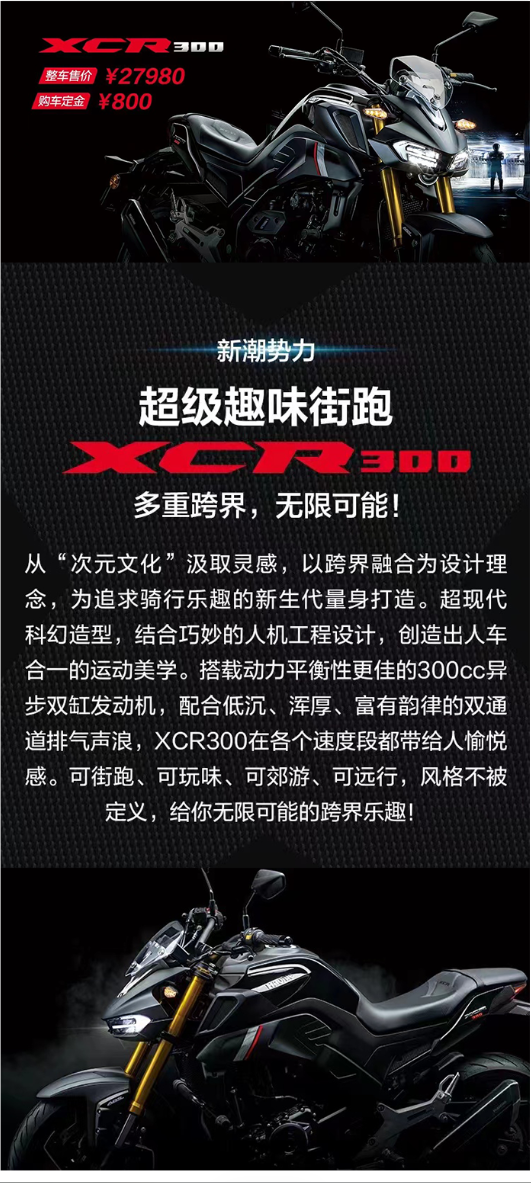 XCR300
整车售价 ¥27980
购车定金 ¥800
新潮势力
超级趣味街跑
XCR300
多重跨界，无限可能！
从“次元文化”汲取灵感，以跨界融合为设计理
念，为追求骑行乐趣的新生代量身打造。超现代
科幻造型，结合巧妙的人机工程设计，创造出人车
合一的运动美学。搭载动力平衡性更佳的300cc异
步双缸发动机，配合低沉、浑厚、富有韵律的双通
道排气声浪，XCR300在各个速度段都带给人愉悦
感。可街跑、可玩味、可郊游、可远行，风格不被
定义，给你无限可能的跨界乐趣！